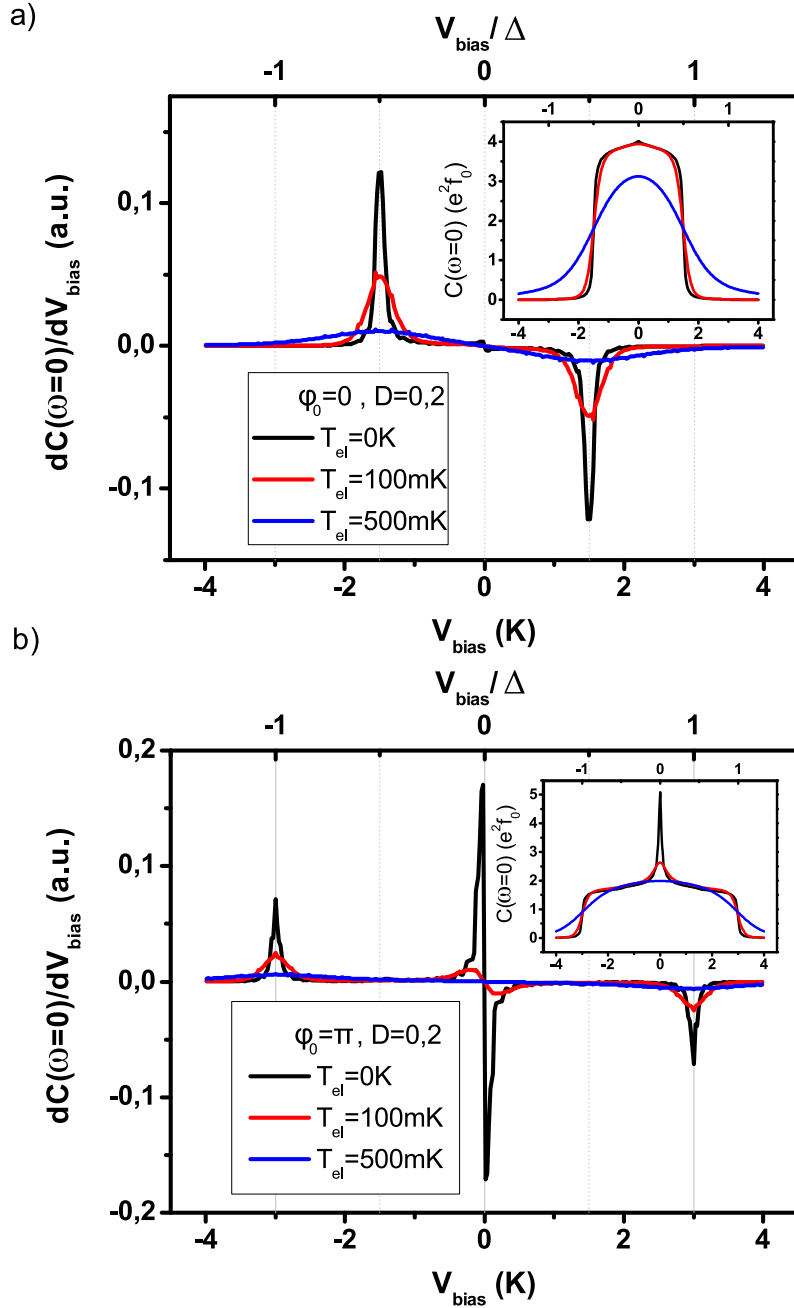 a)
V_bias / Δ
-1 0 1
dC(ω=0)/dV_bias (a.u.)
0,1
0,0
-0,1
-1 0 1
C(ω=0) (e²f₀)
4
3
2
1
0
-4 -2 0 2 4
φ₀=0 , D=0,2
T_el=0K
T_el=100mK
T_el=500mK
-4 -2 0 2 4
V_bias (K)
b)
V_bias / Δ
-1 0 1
dC(ω=0)/dV_bias (a.u.)
0,2
0,1
0,0
-0,1
-0,2
-1 0 1
C(ω=0) (e²f₀)
5
4
3
2
1
0
-4 -2 0 2 4
φ₀=π , D=0,2
T_el=0K
T_el=100mK
T_el=500mK
-4 -2 0 2 4
V_bias (K)